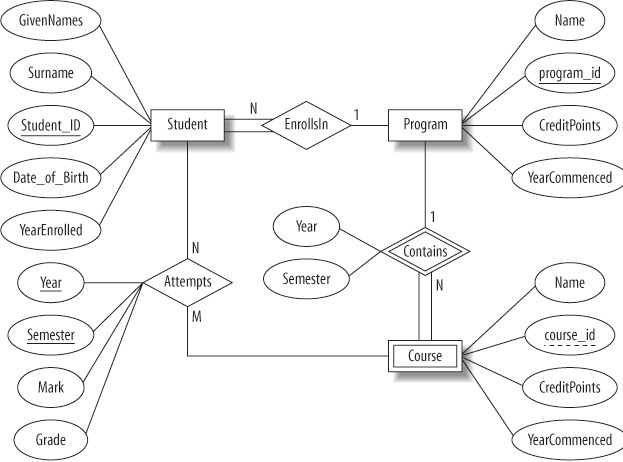 GivenNames
Name
Surname
program_id
Student_ID
Student
N
EnrollsIn
1
Program
CreditPoints
Date_of_Birth
YearCommenced
YearEnrolled
1
Year
Contains
N
Semester
N
Year
Attempts
Name
M
Semester
course_id
Course
Mark
CreditPoints
Grade
YearCommenced